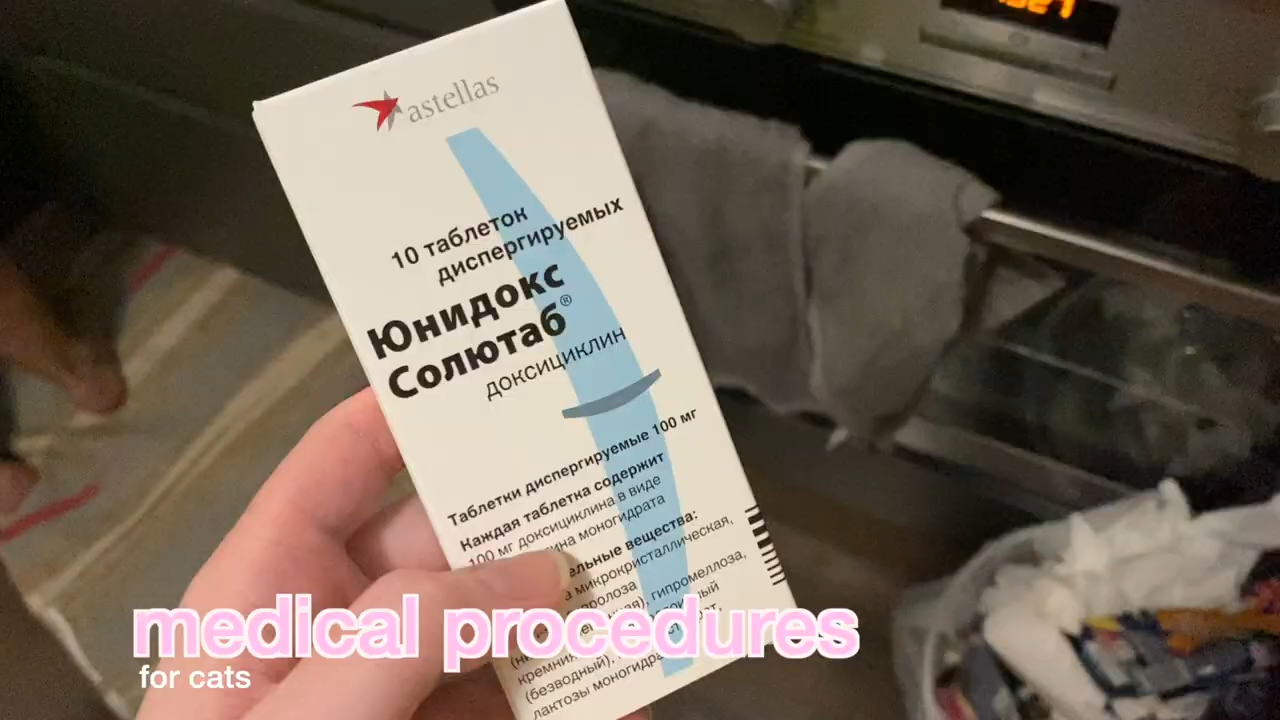 astellas
10 таблеток
диспергируемых
Юнидокс
Солютаб®
доксициклин
Таблетки диспергируемые 100 мг
Каждая таблетка содержит
100 мг доксициклина в виде
моногидрата
вещества:
микрокристаллическая,
гипромеллоза,
(безводный),
лактозы
medical procedures
for cats